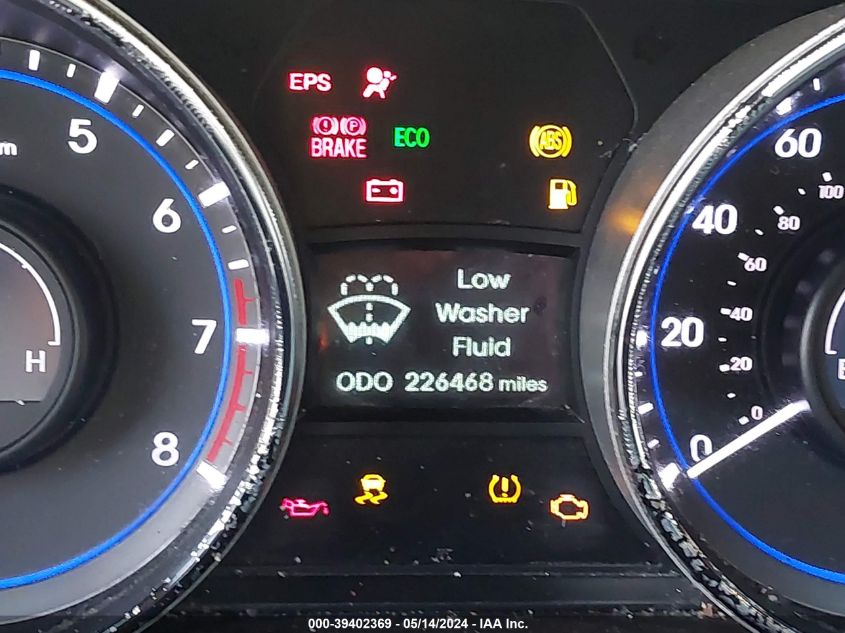 EPS
BRAKE
P
ECO
ABS
5
6
7
8
H
60
40
20
0
100
80
60
40
20
0
Low
Washer
Fluid
ODO 226468 miles
000-39402369 - 05/14/2024 - IAA Inc.